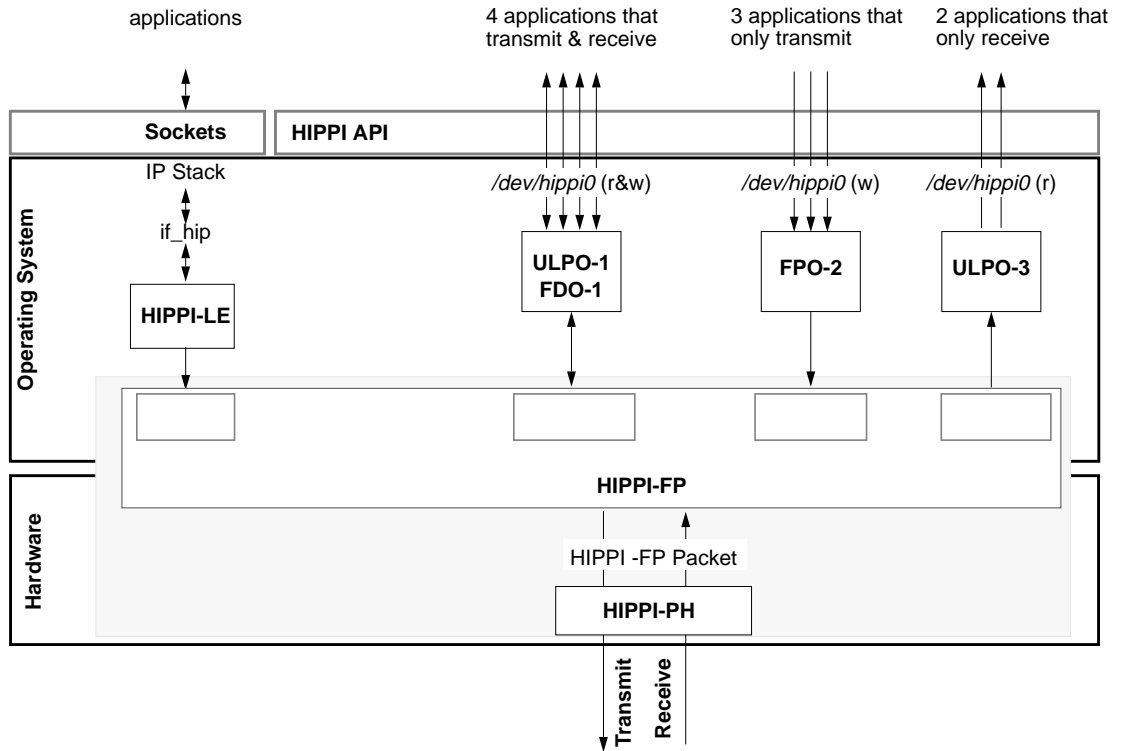 applications
4 applications that
transmit & receive
3 applications that
only transmit
2 applications that
only receive
Sockets
HIPPI API
Operating System
IP Stack
if_hip
HIPPI-LE
/dev/hippi0 (r&w)
/dev/hippi0 (w)
/dev/hippi0 (r)
ULPO-1
FDO-1
FPO-2
ULPO-3
HIPPI-FP
Hardware
HIPPI -FP Packet
HIPPI-PH
Transmit
Receive